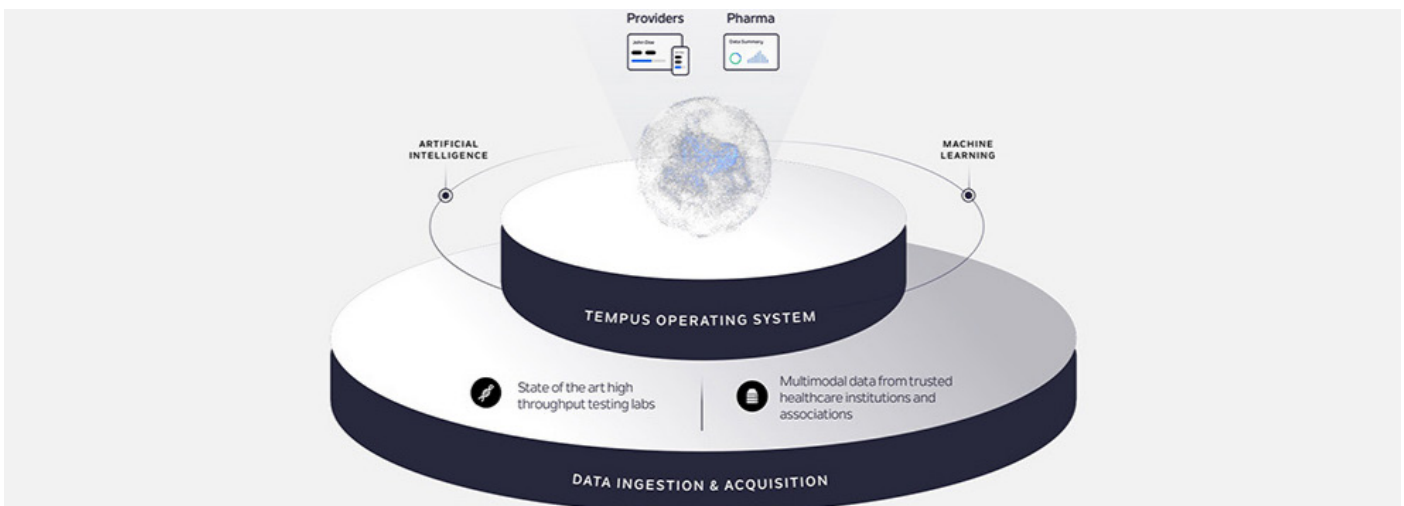 Providers
Pharma
John Doe
Data Summary
ARTIFICIAL
INTELLIGENCE
MACHINE
LEARNING
TEMPUS OPERATING SYSTEM
State of the art high
throughput testing labs
Multimodal data from trusted
healthcare institutions and
associations
DATA INGESTION & ACQUISITION